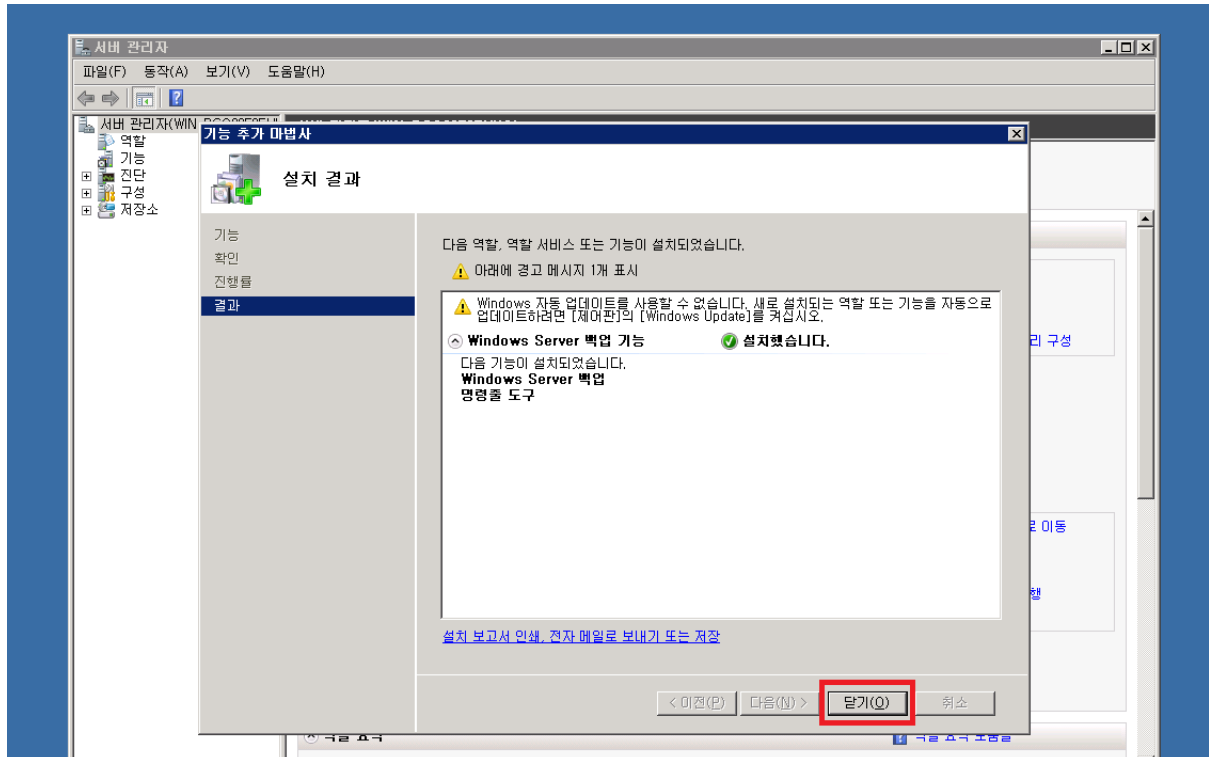 서버 관리자
파일(F) 동작(A) 보기(V) 도움말(H)
서버 관리자(WIN
역할
기능
진단
구성
저장소
기능 추가 마법사
설치 결과
기능
확인
진행률
결과
다음 역할, 역할 서비스 또는 기능이 설치되었습니다.
아래에 경고 메시지 1개 표시
Windows 자동 업데이트를 사용할 수 없습니다. 새로 설치되는 역할 또는 기능을 자동으로
업데이트하려면 [제어판]의 [Windows Update]를 켜십시오.
Windows Server 백업 기능 설치했습니다.
다음 기능이 설치되었습니다.
Windows Server 백업
명령줄 도구
설치 보고서 인쇄, 전자 메일로 보내기 또는 저장
< 이전(P) 다음(N) > 닫기(O) 취소
리 구성
로 이동
행